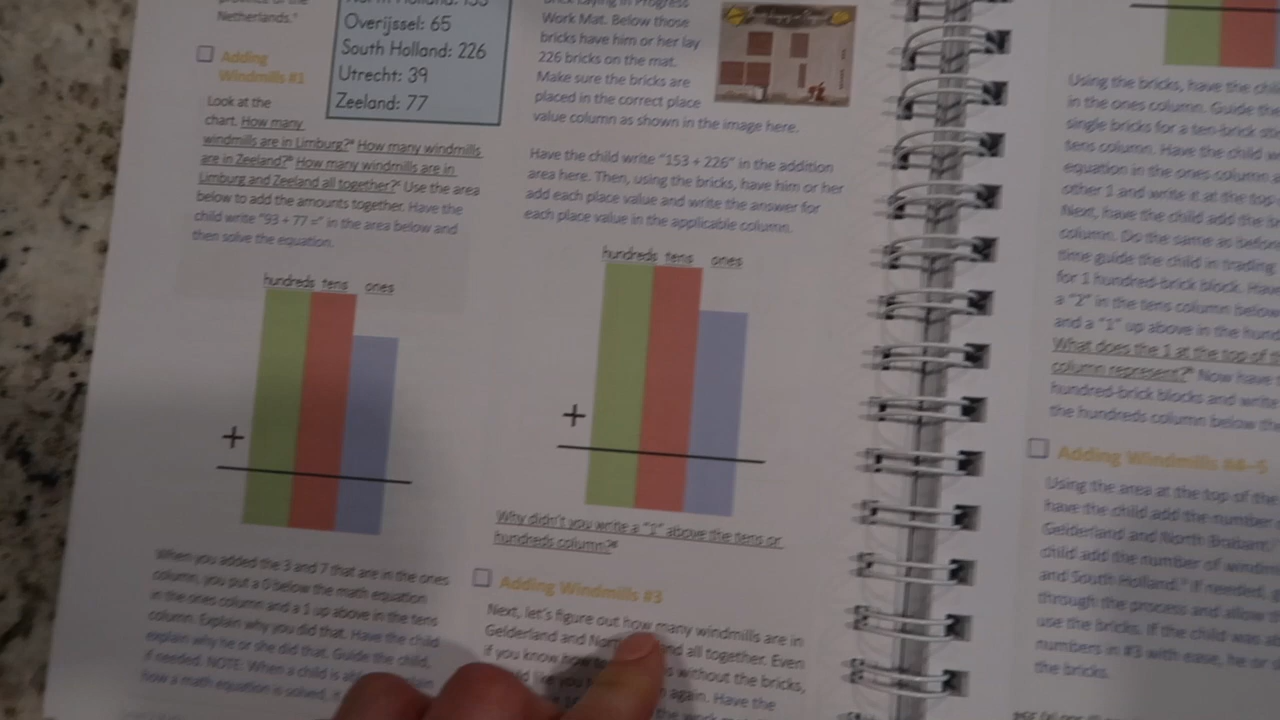 Netherlands.
Overijssel: 65
South Holland: 226
Utrecht: 39
Zeeland: 77
Adding
Windmills #1
Look at the
chart. How many
windmills are in Limburg? How many windmills
are in Zeeland? How many windmills are in
Limburg and Zeeland all together? Use the area
below to add the amounts together. Have the
child write "93 + 77 =" in the area below and
then solve the equation.
hundreds tens ones
+
When you added the 3 and 7 that are in the ones
column, you put a 0 below the math equation
in the ones column and a 1 up above in the tens
column. Explain why you did that. Have the child
explain why he or she did that. Guide the child,
if needed. NOTE: When a child is
how a math equation is solved, it
Work Mat. Below those
bricks have him or her lay
226 bricks on the mat.
Make sure the bricks are
placed in the correct place
value column as shown in the image here.
Have the child write "153 + 226" in the addition
area here. Then, using the bricks, have him or her
add each place value and write the answer for
each place value in the applicable column.
hundreds tens ones
+
Why didn't you write a "1" above the tens or
hundreds column?
Adding Windmills #3
Next, let's figure out how many windmills are in
Gelderland and all together. Even
if you know how without the bricks,
again. Have the
Using the bricks, have the
in the ones column. Guide the
single bricks for a ten-brick
tens column. Have the child
equation in the ones column
other 1 and write it at the top
Next, have the child add the
column. Do the same as before
time guide the child in trading
for 1 hundred-brick block. Have
a "2" in the tens column below
and a "1" up above in the
What does the 1 at the top of
column represent? Now have
hundred-brick blocks and write
the hundreds column below the
Adding Windmills #4-5
Using the area at the top of the
have the child add the number
Gelderland and North Brabant.
child add the number of
and South Holland. If needed,
through the process and allow
use the bricks. If the child was
numbers in #3 with ease, he or
the bricks.